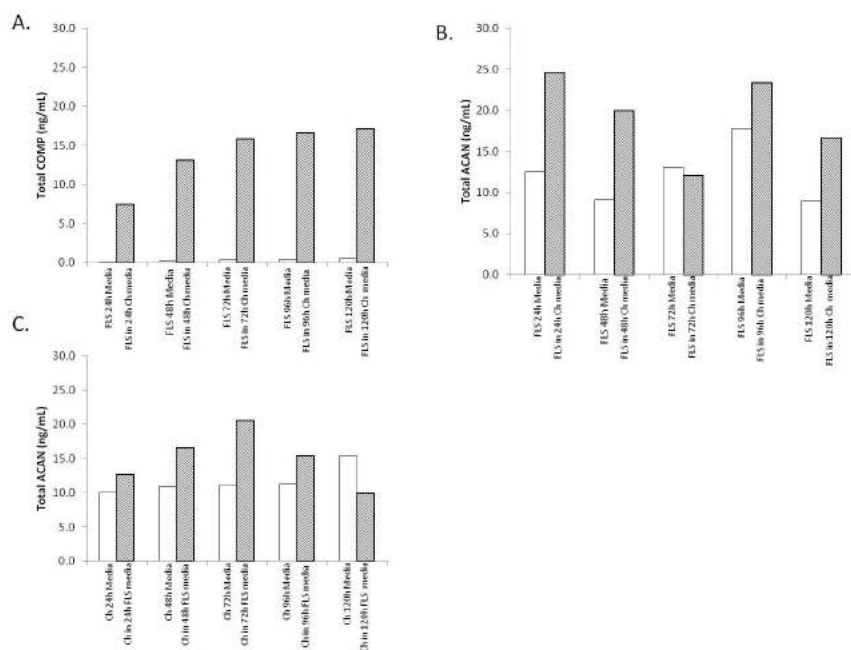 A.
30.0
25.0
20.0
15.0
10.0
5.0
0.0
Total COMP (ng/mL)
FLS 24h Media
FLS in 24h Ch media
FLS 48h Media
FLS in 48h Ch media
FLS 72h Media
FLS in 72h Ch media
FLS 96h Media
FLS in 96h Ch media
FLS 120h Media
FLS in 120h Ch media
B.
30.0
25.0
20.0
15.0
10.0
5.0
0.0
Total ACAN (ng/mL)
FLS 24h Media
FLS in 24h Ch media
FLS 48h Media
FLS in 48h Ch media
FLS 72h Media
FLS in 72h Ch media
FLS 96h Media
FLS in 96h Ch media
FLS 120h Media
FLS in 120h Ch media
C.
30.0
25.0
20.0
15.0
10.0
5.0
0.0
Total ACAN (ng/mL)
Ch 24h Media
Ch in 24h FLS media
Ch 48h Media
Ch in 48h FLS media
Ch 72h Media
Ch in 72h FLS media
Ch 96h Media
Ch in 96h FLS media
Ch 120h Media
Ch in 120h FLS media